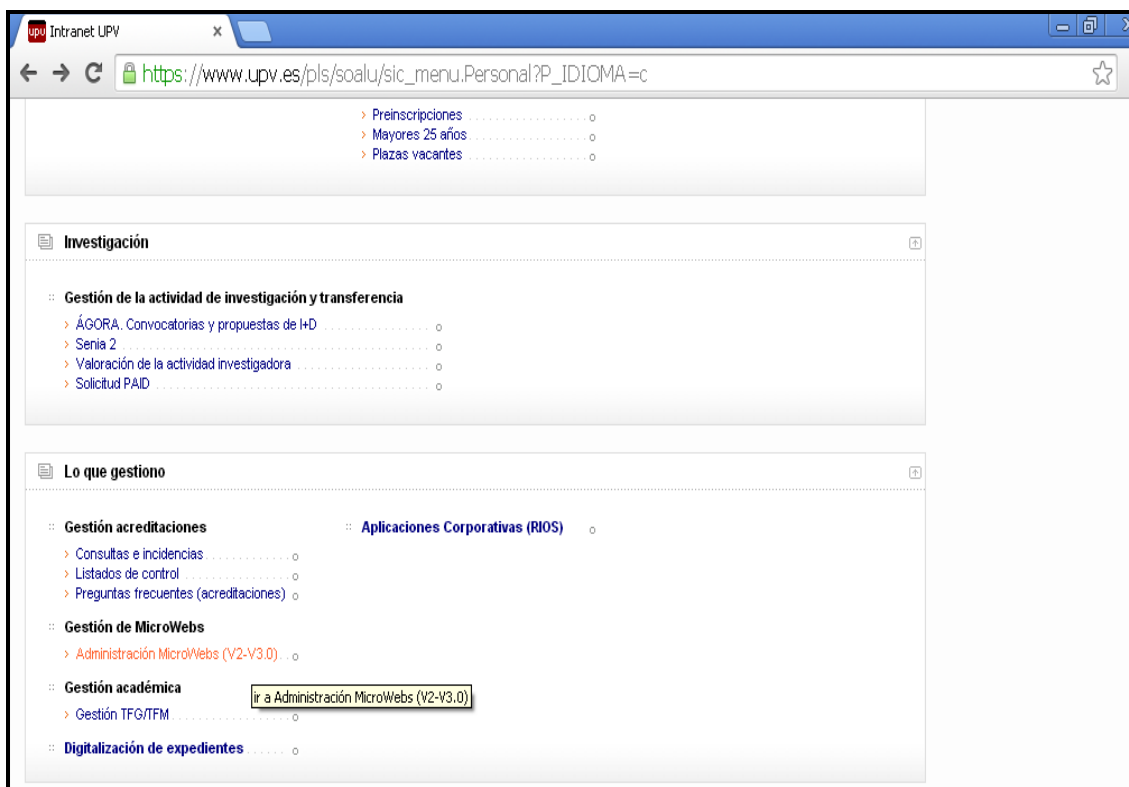 upv Intranet UPV
https://www.upv.es/pls/soalu/sic_menu.Personal?P_IDIOMA=c
> Preinscripciones
> Mayores 25 años
> Plazas vacantes
Investigación
Gestión de la actividad de investigación y transferencia
> ÁGORA. Convocatorias y propuestas de I+D
> Senia 2
> Valoración de la actividad investigadora
> Solicitud PAID
Lo que gestiono
Gestión acreditaciones
> Consultas e incidencias
> Listados de control
> Preguntas frecuentes (acreditaciones)
Gestión de MicroWebs
> Administración MicroWebs (V2-V3.0)
ir a Administración MicroWebs (V2-V3.0)
Gestión académica
> Gestión TFG/TFM
Digitalización de expedientes
Aplicaciones Corporativas (RIOS)